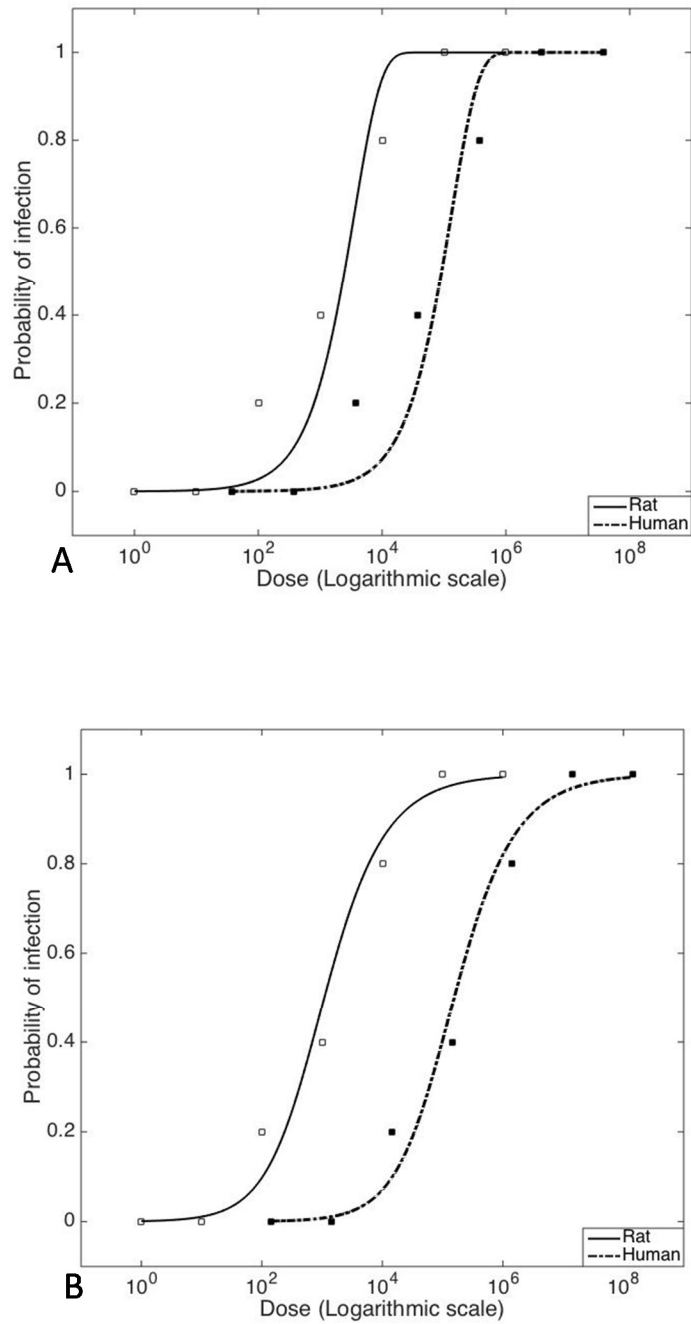 1
0.8
0.6
0.4
0.2
0
Probability of infection
Rat
Human
10^0 10^2 10^4 10^6 10^8
A
Dose (Logarithmic scale)
1
0.8
0.6
0.4
0.2
0
Probability of infection
Rat
Human
10^0 10^2 10^4 10^6 10^8
B
Dose (Logarithmic scale)